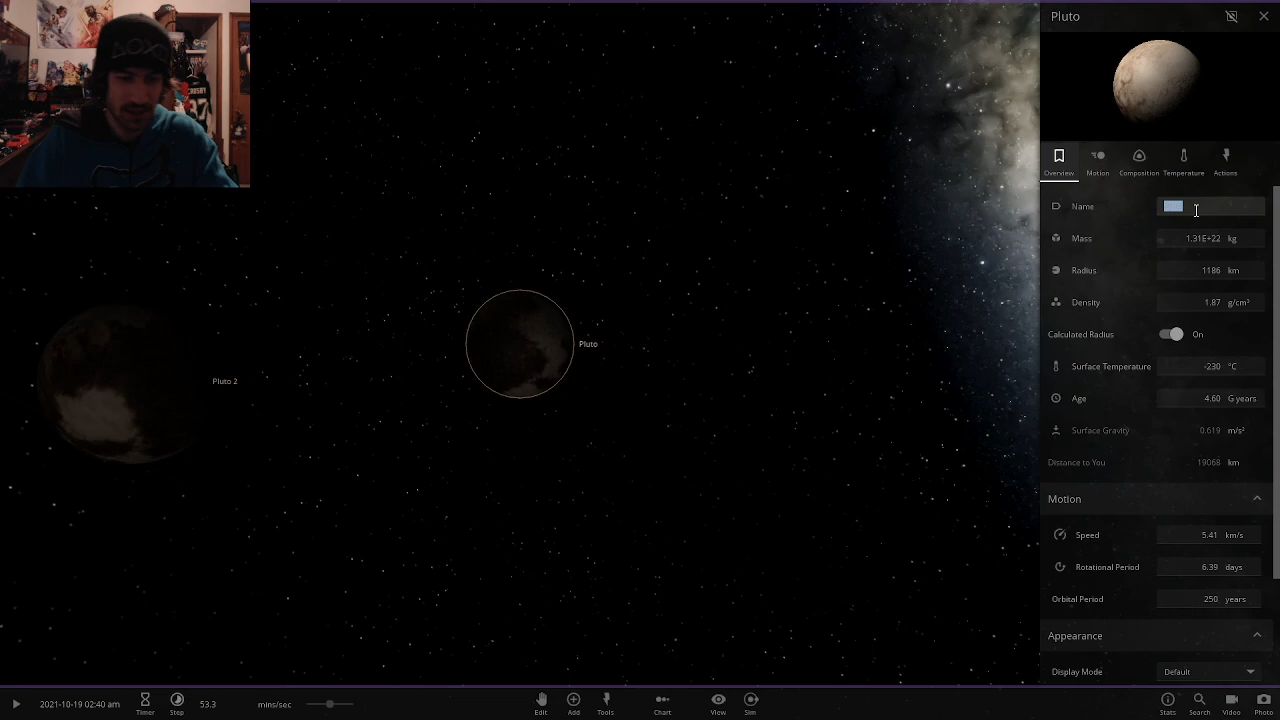 Pluto
Overview Motion Composition Temperature Actions
Name
Mass 1.31E+22 kg
Radius 1186 km
Density 1.87 g/cm³
Calculated Radius On
Surface Temperature -230 °C
Age 4.60 G years
Surface Gravity 0.619 m/s²
Distance to You 19068 km
Motion
Speed 5.41 km/s
Rotational Period 6.39 days
Orbital Period 250 years
Appearance
Display Mode Default
CROSBY
87
Pluto
Pluto 2
2021-10-19 02:40 am Timer Step 53.3 mins/sec Edit Add Tools Chart View Sim Stats Search Video Photo